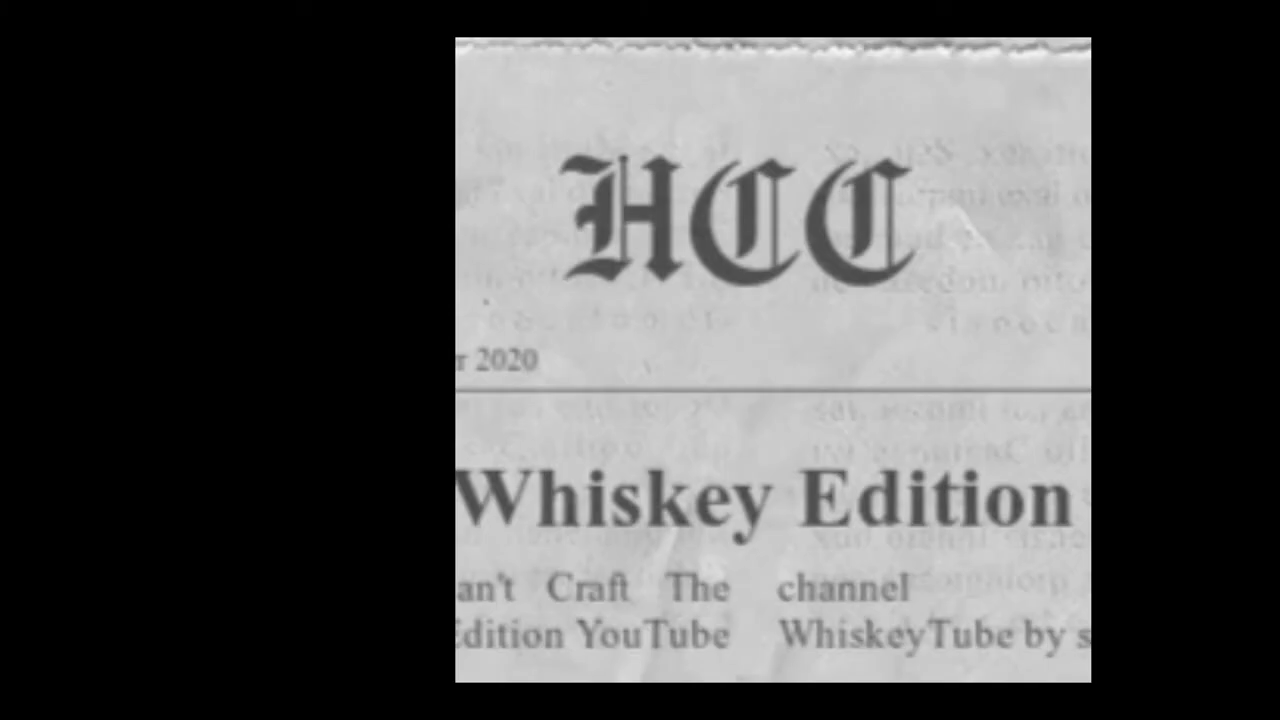 HCC
r 2020
Whiskey Edition
an't Craft The channel
Edition YouTube WhiskeyTube by s